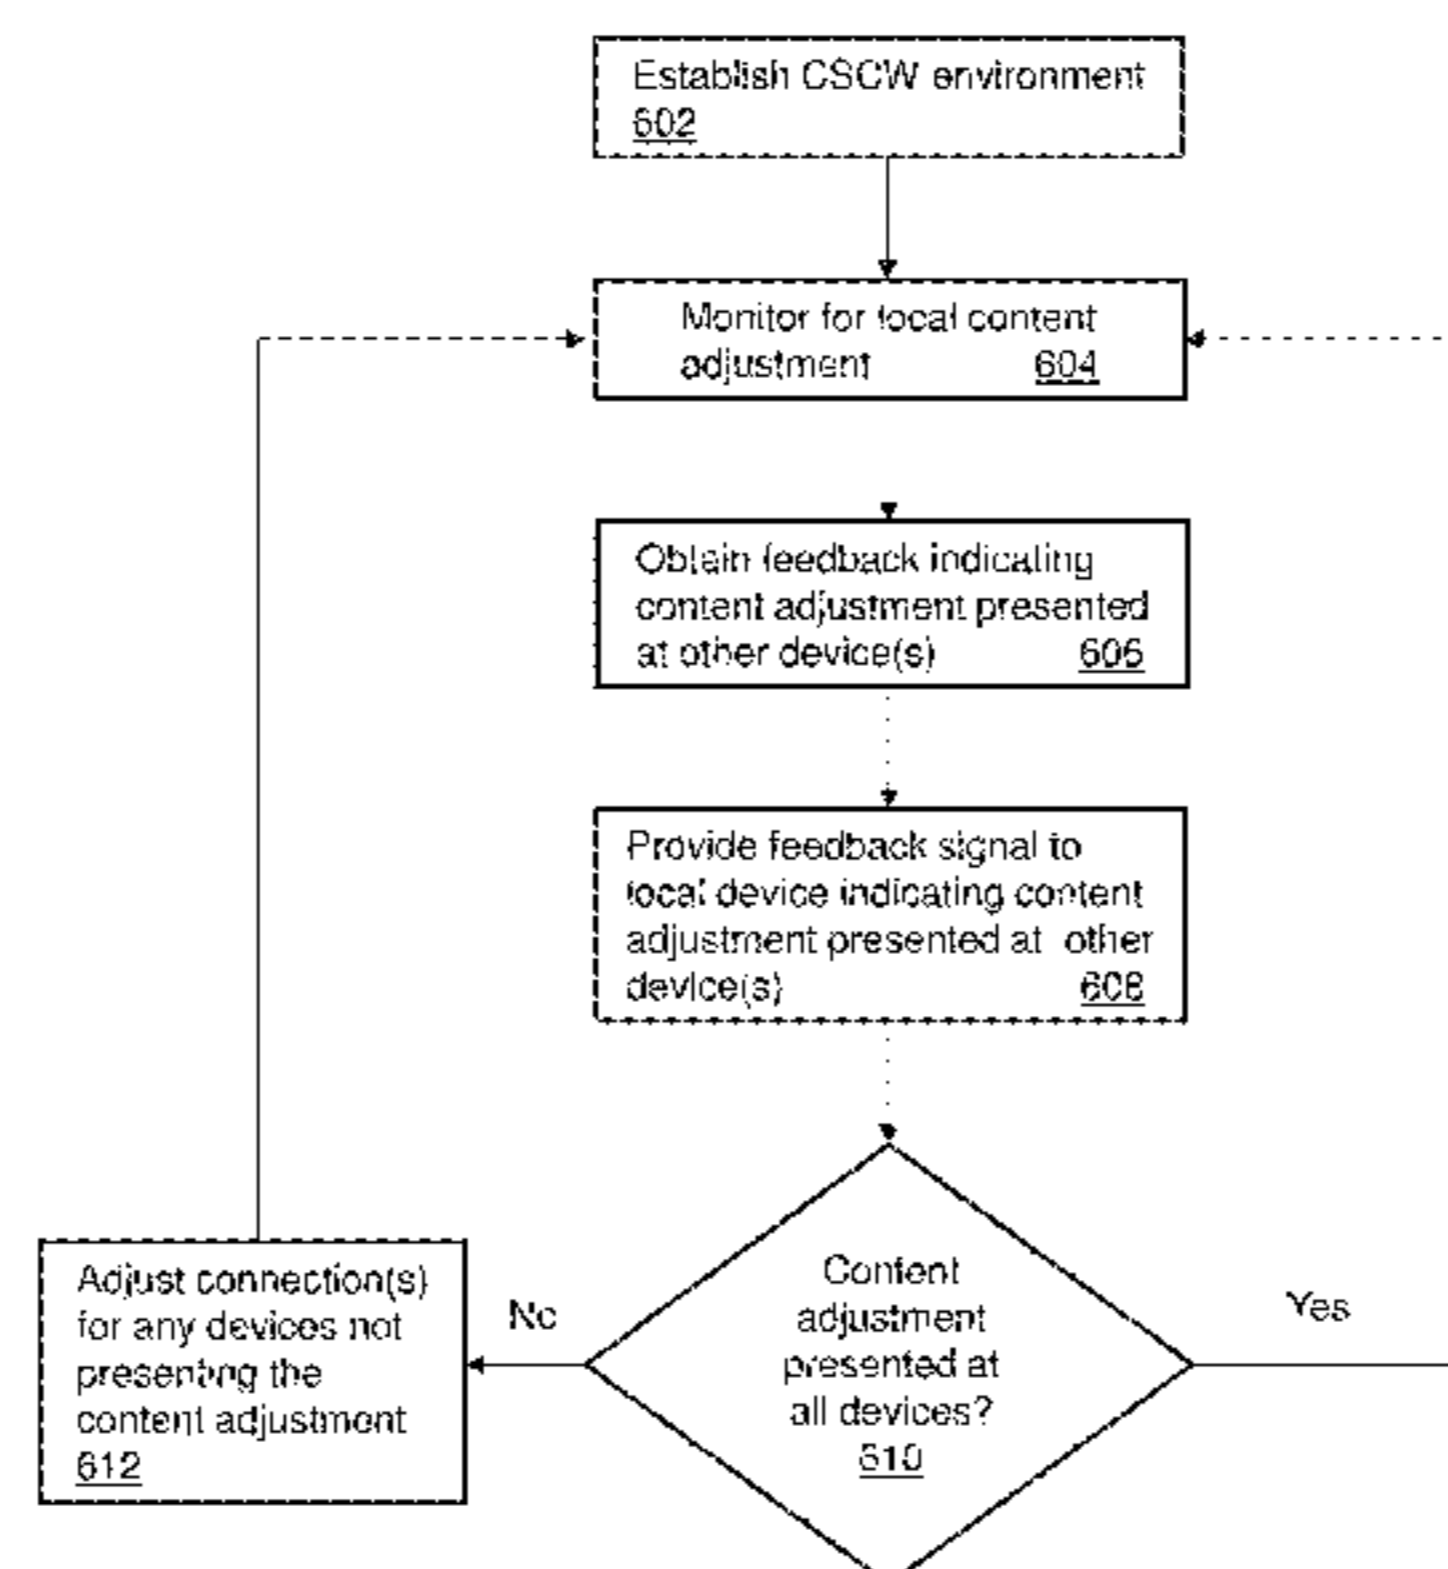 Establish CSCW environment
602
Monitor for local content
adjustment 604
Obtain feedback indicating
content adjustment presented
at other device(s) 606
Provide feedback signal to
local device indicating content
adjustment presented at other
device(s) 608
Content
adjustment
presented at
all devices?
610
No
Yes
Adjust connection(s)
for any devices not
presenting the
content adjustment
612